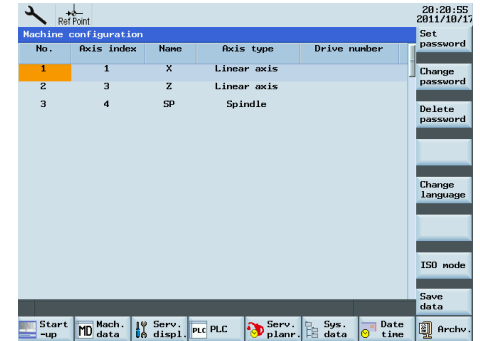 Ref Point
20:20:55
2011/10/17
Machine configuration
No. Axis index Name Axis type Drive number
1 1 X Linear axis
2 3 Z Linear axis
3 4 SP Spindle
Set
password
Change
password
Delete
password
Change
language
ISO mode
Save
data
Start
-up
MD Mach.
data
Serv.
displ.
PLC PLC
Serv.
planr.
Sys.
data
Date
time
Archv.